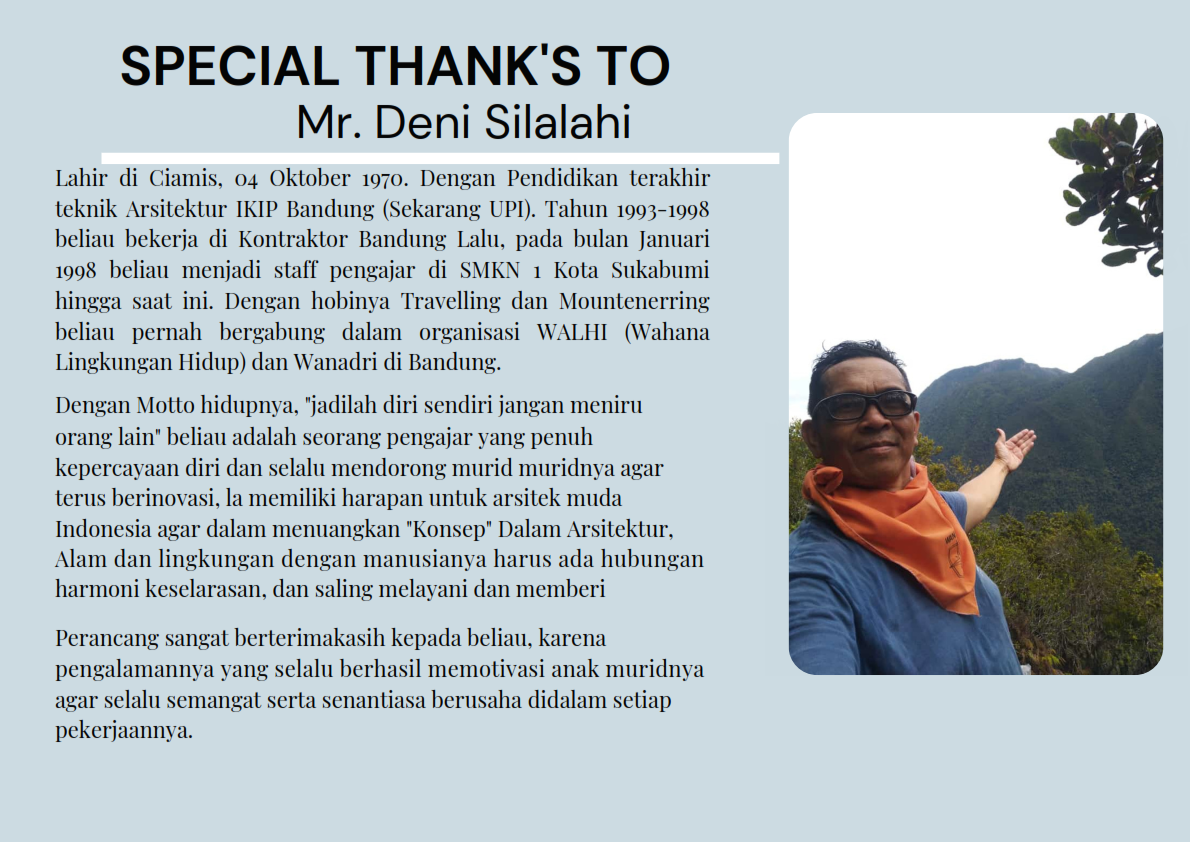 SPECIAL THANK'S TO
Mr. Deni Silalahi
Lahir di Ciamis, 04 Oktober 1970. Dengan Pendidikan terakhir
teknik Arsitektur IKIP Bandung (Sekarang UPI). Tahun 1993-1998
beliau bekerja di Kontraktor Bandung Lalu, pada bulan Januari
1998 beliau menjadi staff pengajar di SMKN 1 Kota Sukabumi
hingga saat ini. Dengan hobinya Travelling dan Mountenerring
beliau pernah bergabung dalam organisasi WALHI (Wahana
Lingkungan Hidup) dan Wanadri di Bandung.
Dengan Motto hidupnya, "jadilah diri sendiri jangan meniru
orang lain" beliau adalah seorang pengajar yang penuh
kepercayaan diri dan selalu mendorong murid muridnya agar
terus berinovasi, la memiliki harapan untuk arsitek muda
Indonesia agar dalam menuangkan "Konsep" Dalam Arsitektur,
Alam dan lingkungan dengan manusianya harus ada hubungan
harmoni keselarasan, dan saling melayani dan memberi
Perancang sangat berterimakasih kepada beliau, karena
pengalamannya yang selalu berhasil memotivasi anak muridnya
agar selalu semangat serta senantiasa berusaha didalam setiap
pekerjaannya.